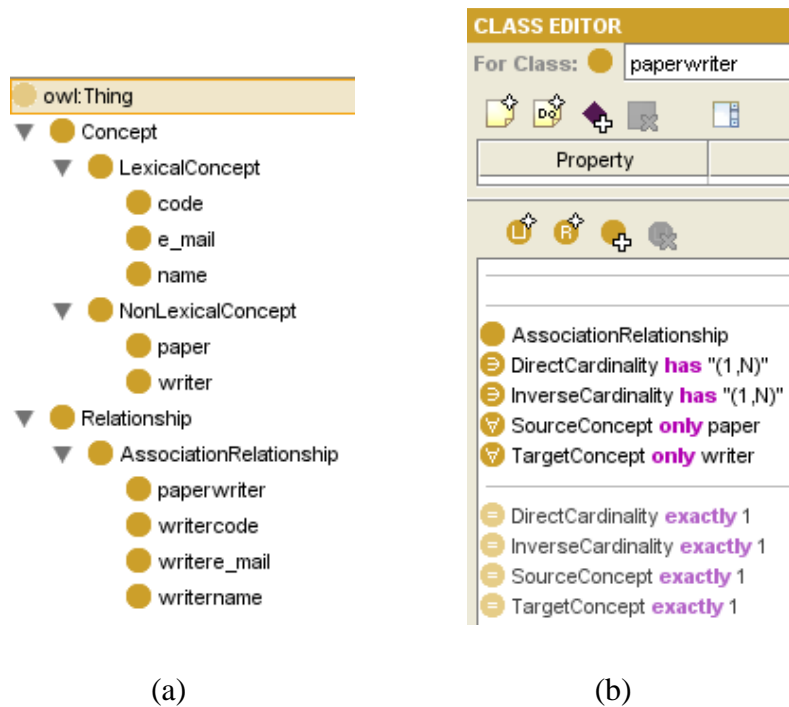 owl:Thing
Concept
LexicalConcept
code
e_mail
name
NonLexicalConcept
paper
writer
Relationship
AssociationRelationship
paperwriter
writercode
writere_mail
writername
(a)
CLASS EDITOR
For Class: paperwriter
Property
AssociationRelationship
DirectCardinality has "(1,N)"
InverseCardinality has "(1,N)"
SourceConcept only paper
TargetConcept only writer
DirectCardinality exactly 1
InverseCardinality exactly 1
SourceConcept exactly 1
TargetConcept exactly 1
(b)